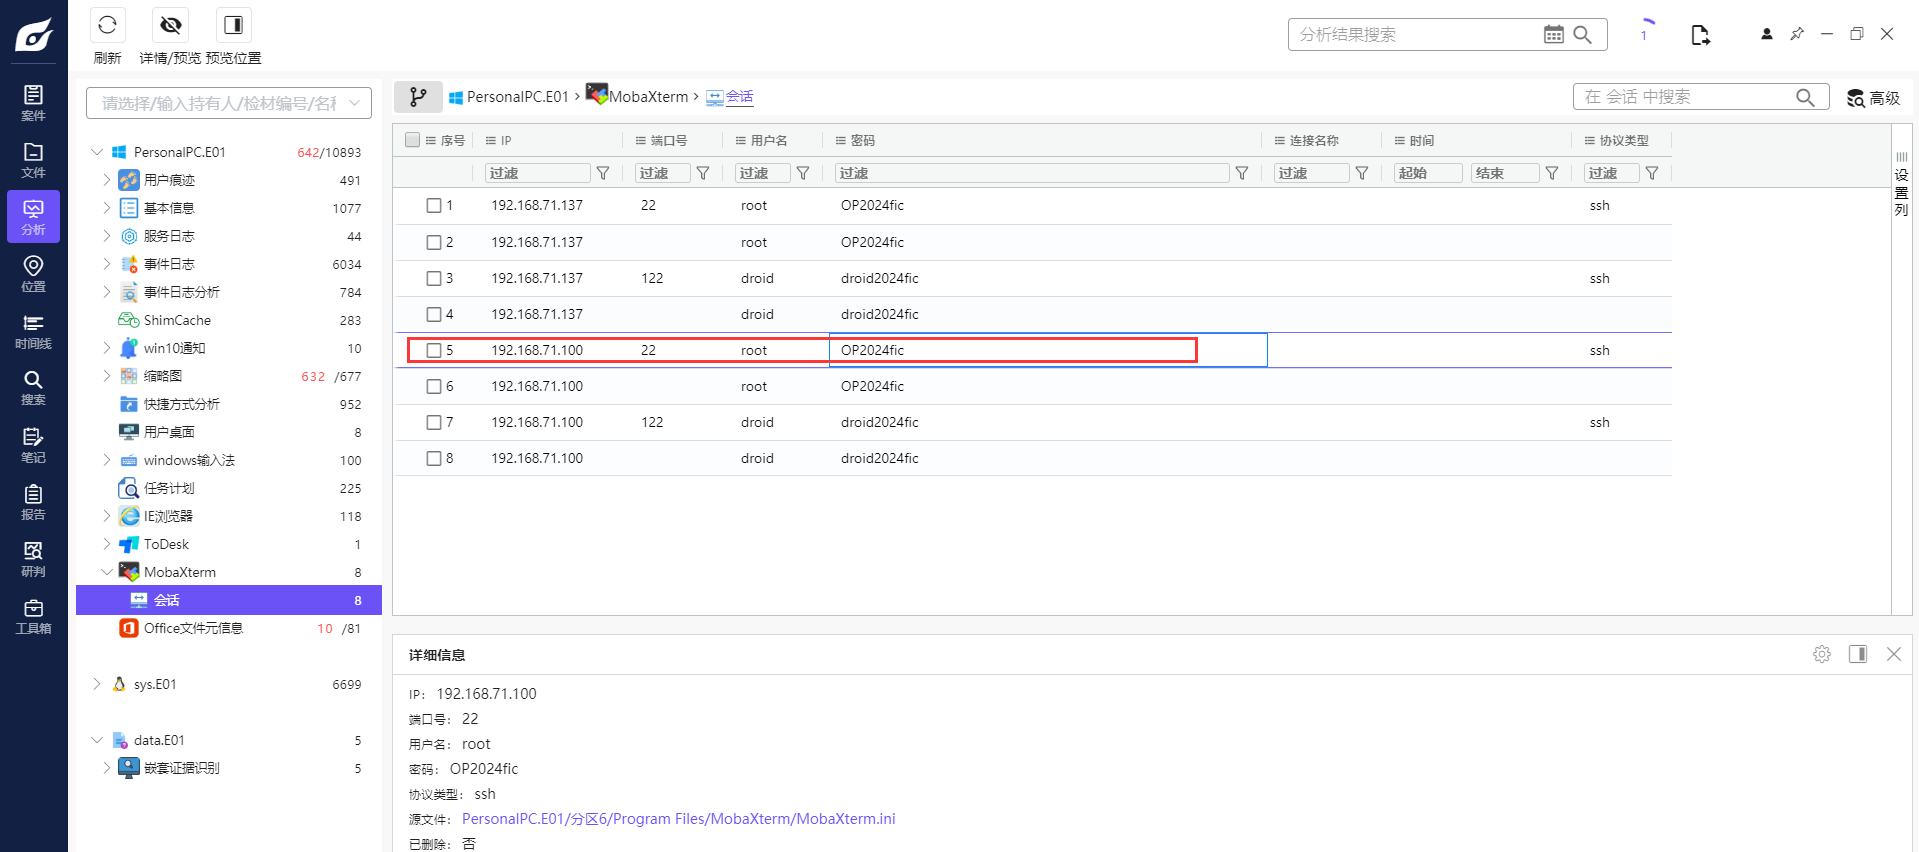 刷新
详情/预览
预览位置
分析结果搜索
1
案件
文件
分析
位置
时间线
搜索
笔记
报告
研判
工具箱
请选择/输入持有人/检材编号/名称
PersonalPC.E01 642/10893
用户痕迹 491
基本信息 1077
服务日志 44
事件日志 6034
事件日志分析 784
ShimCache 283
win10通知 10
缩略图 632 /677
快捷方式分析 952
用户桌面 8
windows输入法 100
任务计划 225
IE浏览器 118
ToDesk 1
MobaXterm 8
会话 8
Office文件元信息 10 /81
sys.E01 6699
data.E01 5
嵌套证据识别 5
PersonalPC.E01 > MobaXterm > 会话
在 会话 中搜索
高级
序号 IP 端口号 用户名 密码 连接名称 时间 协议类型
过滤 过滤 过滤 过滤 过滤 起始 结束 过滤
1 192.168.71.137 22 root OP2024fic ssh
2 192.168.71.137 root OP2024fic
3 192.168.71.137 122 droid droid2024fic ssh
4 192.168.71.137 droid droid2024fic
5 192.168.71.100 22 root OP2024fic ssh
6 192.168.71.100 root OP2024fic
7 192.168.71.100 122 droid droid2024fic ssh
8 192.168.71.100 droid droid2024fic
设置列
详细信息
IP: 192.168.71.100
端口号: 22
用户名: root
密码: OP2024fic
协议类型: ssh
源文件: PersonalPC.E01/分区6/Program Files/MobaXterm/MobaXterm.ini
已删除: 否